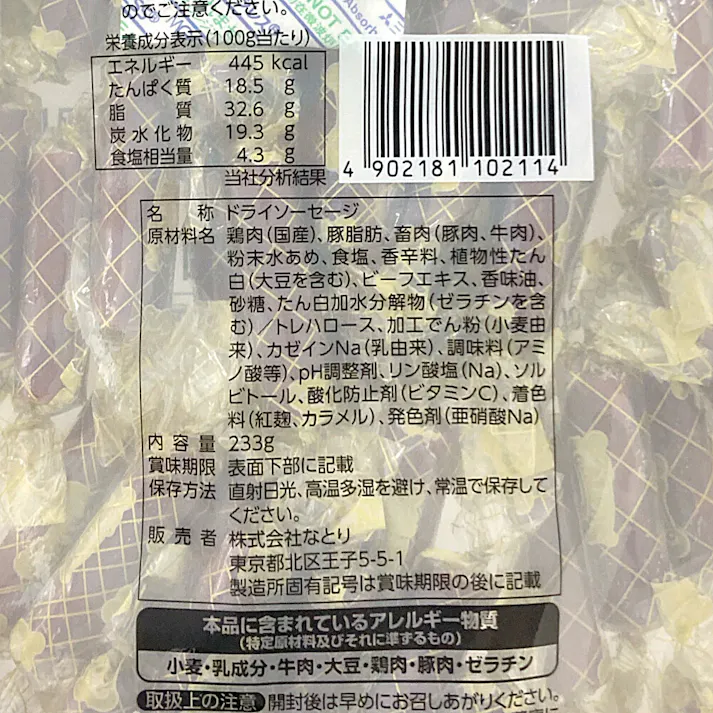 のでご注意ください。
栄養成分表示(100g当たり)
エネルギー 445 kcal
たんぱく質 18.5 g
脂 質 32.6 g
炭水化物 19.3 g
食塩相当量 4.3 g
当社分析結果
4 902181 102114
名 称 ドライソーセージ
原材料名 鶏肉(国産)、豚脂肪、畜肉(豚肉、牛肉)、
粉末水あめ、食塩、香辛料、植物性たん
白(大豆を含む)、ビーフエキス、香味油、
砂糖、たん白加水分解物(ゼラチンを含
む)/トレハロース、加工でん粉(小麦由
来)、カゼインNa(乳由来)、調味料(アミ
ノ酸等)、pH調整剤、リン酸塩(Na)、ソル
ビトール、酸化防止剤(ビタミンC)、着色
料(紅麹、カラメル)、発色剤(亜硝酸Na)
内 容 量 233g
賞味期限 表面下部に記載
保存方法 直射日光、高温多湿を避け、常温で保存して
ください。
販 売 者 株式会社なとり
東京都北区王子5-5-1
製造所固有記号は賞味期限の後に記載
本品に含まれているアレルギー物質
(特定原材料及びそれに準ずるもの)
小麦・乳成分・牛肉・大豆・鶏肉・豚肉・ゼラチン
取扱上の注意 開封後は早めにお召しあがりください。